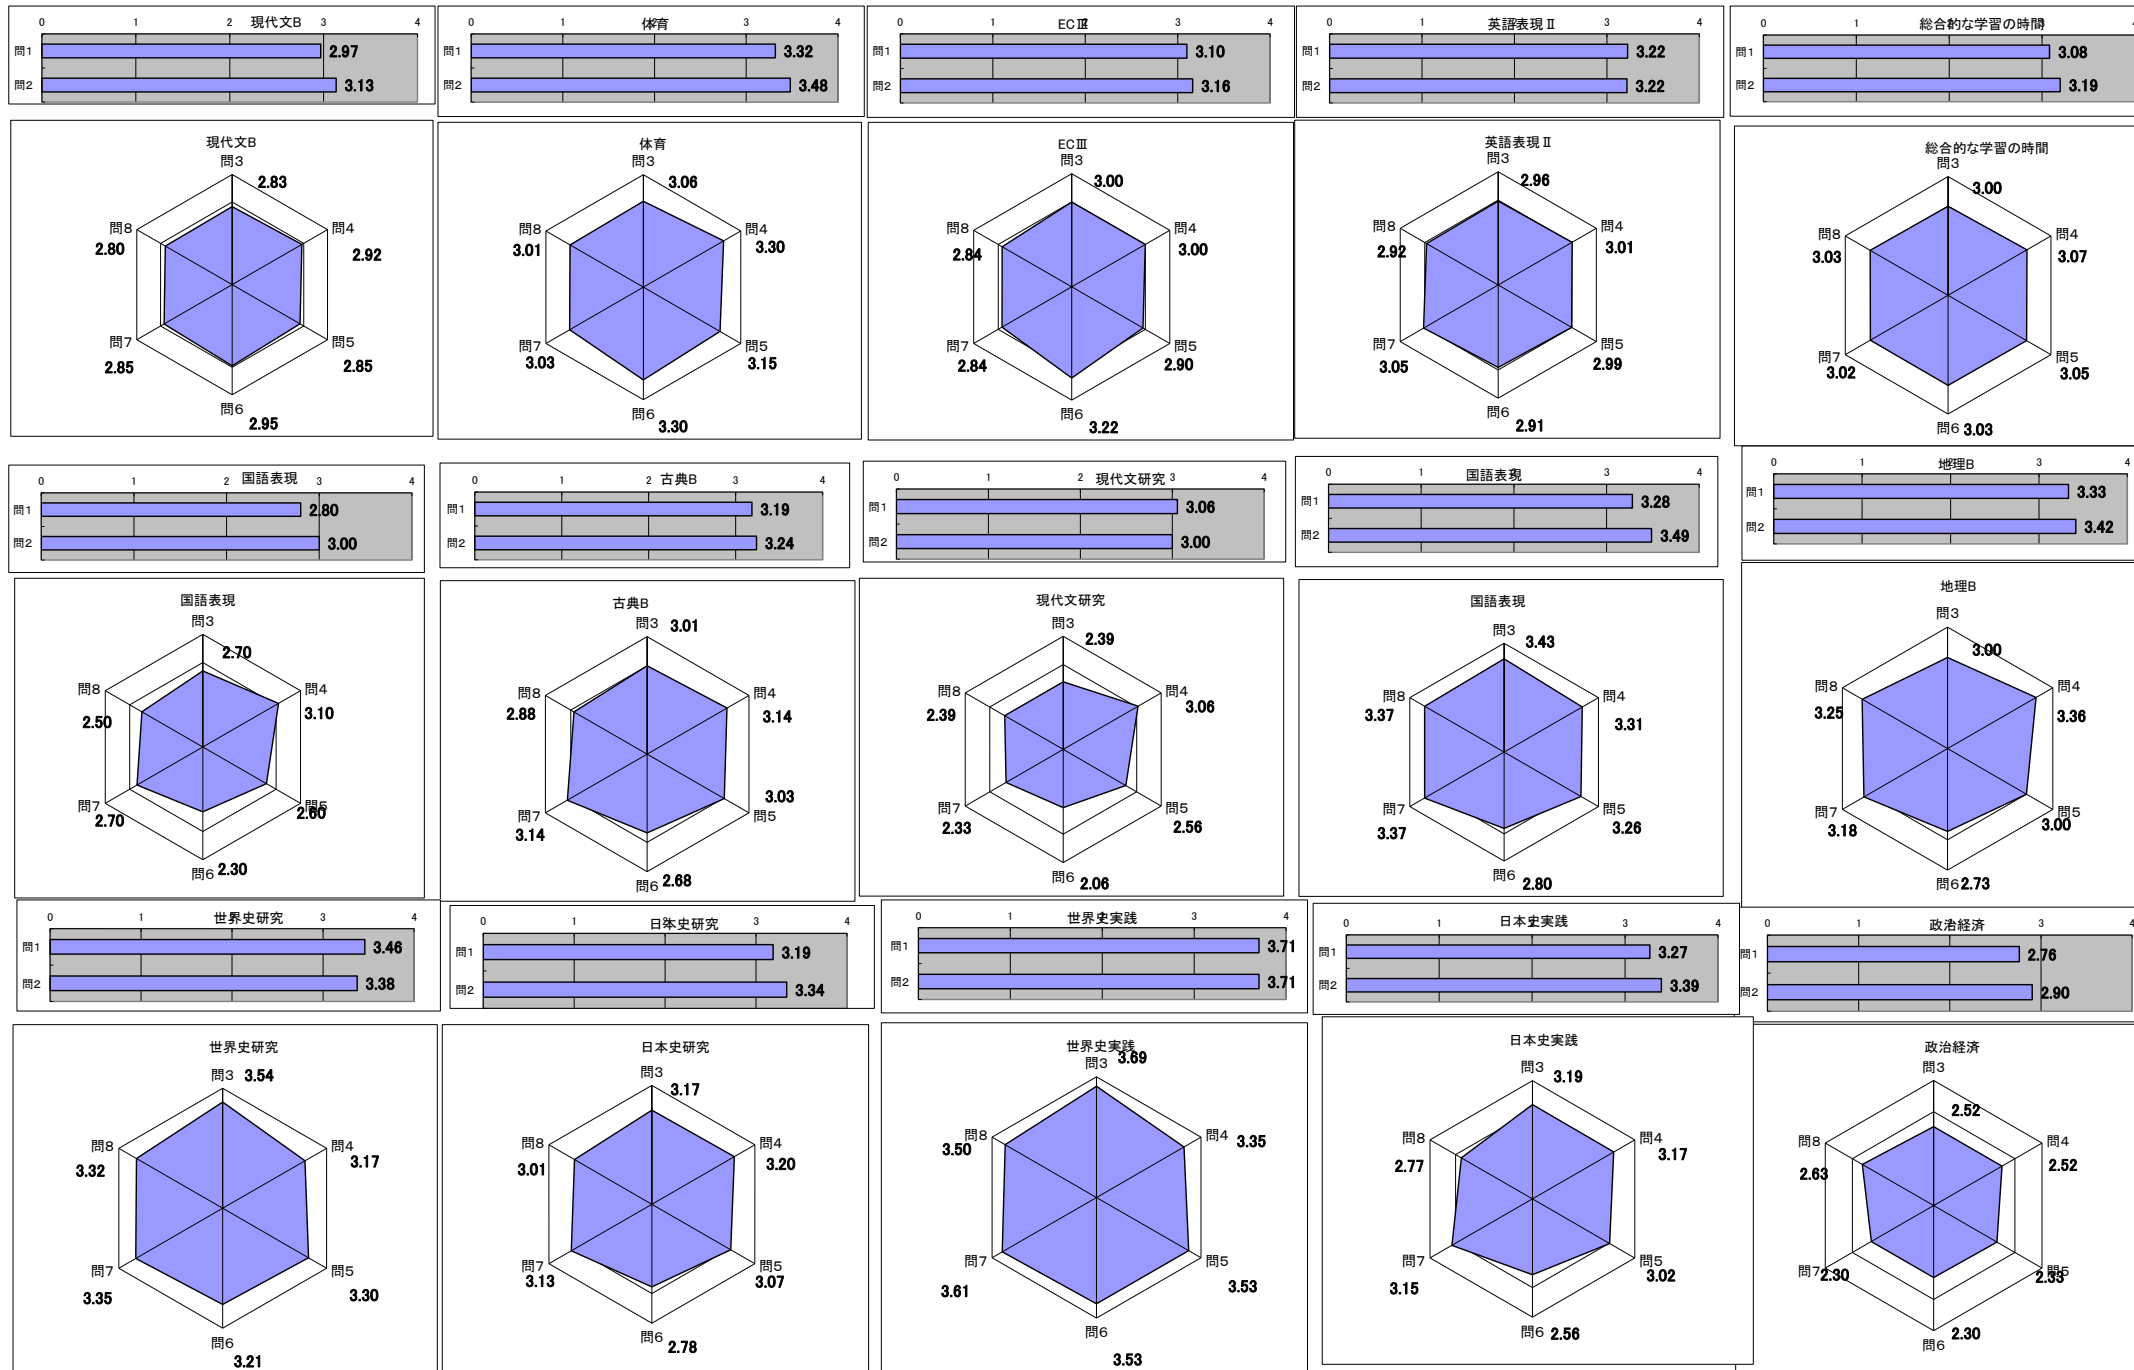 現代文B
0 1 2 3 4
問1 2.97
問2 3.13
体育
0 1 2 3 4
問1 3.32
問2 3.48
ECⅢ
0 1 2 3 4
問1 3.10
問2 3.16
英語表現Ⅱ
0 1 2 3 4
問1 3.22
問2 3.22
総合的な学習の時間
0 1 2 3 4
問1 3.08
問2 3.19
現代文B
問3 2.83
問4 2.92
問5 2.85
問6 2.95
問7 2.85
問8 2.80
体育
問3 3.06
問4 3.30
問5 3.15
問6 3.30
問7 3.03
問8 3.01
ECⅢ
問3 3.00
問4 3.00
問5 2.90
問6 3.22
問7 2.84
問8 2.84
英語表現Ⅱ
問3 2.96
問4 3.01
問5 2.99
問6 2.91
問7 3.05
問8 2.92
総合的な学習の時間
問3 3.00
問4 3.07
問5 3.05
問6 3.03
問7 3.02
問8 3.03
国語表現
0 1 2 3 4
問1 2.80
問2 3.00
古典B
0 1 2 3 4
問1 3.19
問2 3.24
現代文研究
0 1 2 3 4
問1 3.06
問2 3.00
国語表現
0 1 2 3 4
問1 3.28
問2 3.49
地理B
0 1 2 3 4
問1 3.33
問2 3.42
国語表現
問3 2.70
問4 3.10
問5 2.60
問6 2.30
問7 2.70
問8 2.50
古典B
問3 3.01
問4 3.14
問5 3.03
問6 2.68
問7 3.14
問8 2.88
現代文研究
問3 2.39
問4 3.06
問5 2.56
問6 2.06
問7 2.33
問8 2.39
国語表現
問3 3.43
問4 3.31
問5 3.26
問6 2.80
問7 3.37
問8 3.37
地理B
問3 3.00
問4 3.36
問5 3.00
問6 2.73
問7 3.18
問8 3.25
世界史研究
0 1 2 3 4
問1 3.46
問2 3.38
日本史研究
0 1 2 3 4
問1 3.19
問2 3.34
世界史実践
0 1 2 3 4
問1 3.71
問2 3.71
日本史実践
0 1 2 3 4
問1 3.27
問2 3.39
政治経済
0 1 2 3 4
問1 2.76
問2 2.90
世界史研究
問3 3.54
問4 3.17
問5 3.30
問6 3.21
問7 3.35
問8 3.32
日本史研究
問3 3.17
問4 3.20
問5 3.07
問6 2.78
問7 3.13
問8 3.01
世界史実践
問3 3.69
問4 3.35
問5 3.53
問6 3.53
問7 3.61
問8 3.50
日本史実践
問3 3.19
問4 3.17
問5 3.02
問6 2.56
問7 3.15
問8 2.77
政治経済
問3 2.52
問4 2.52
問5 2.33
問6 2.30
問7 2.30
問8 2.63